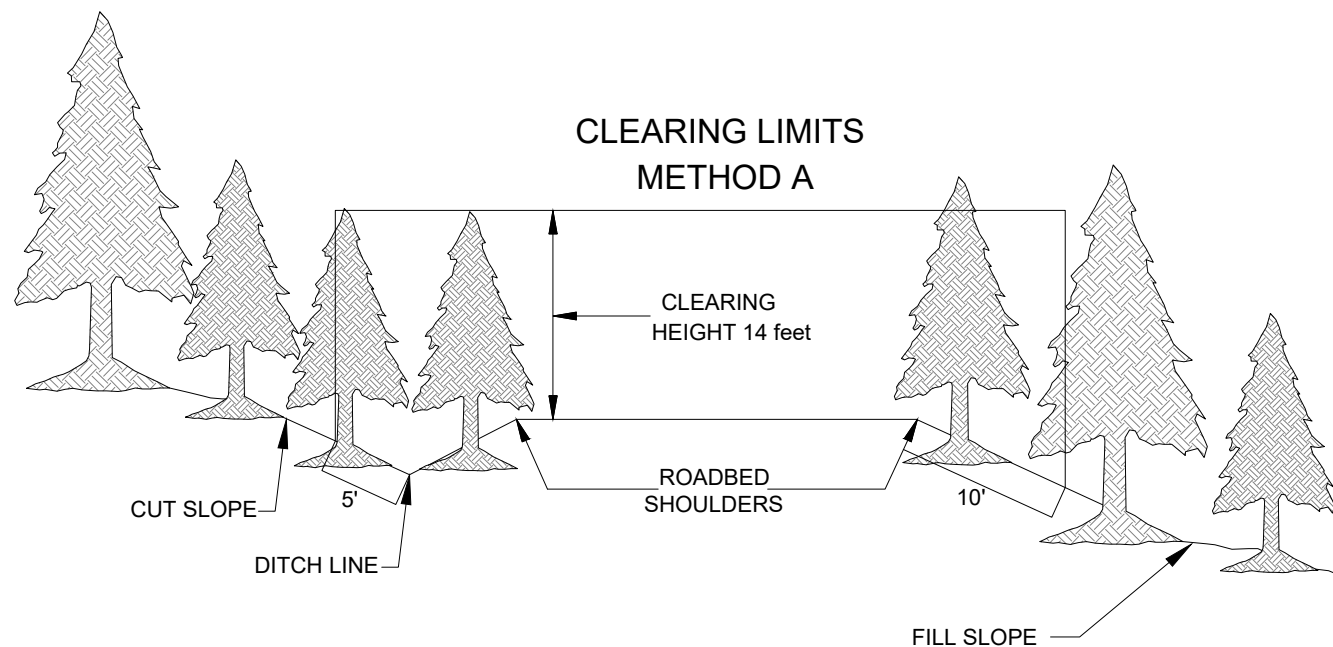 CLEARING LIMITS
METHOD A
CLEARING
HEIGHT 14 feet
ROADBED
SHOULDERS
5'
10'
CUT SLOPE
DITCH LINE
FILL SLOPE